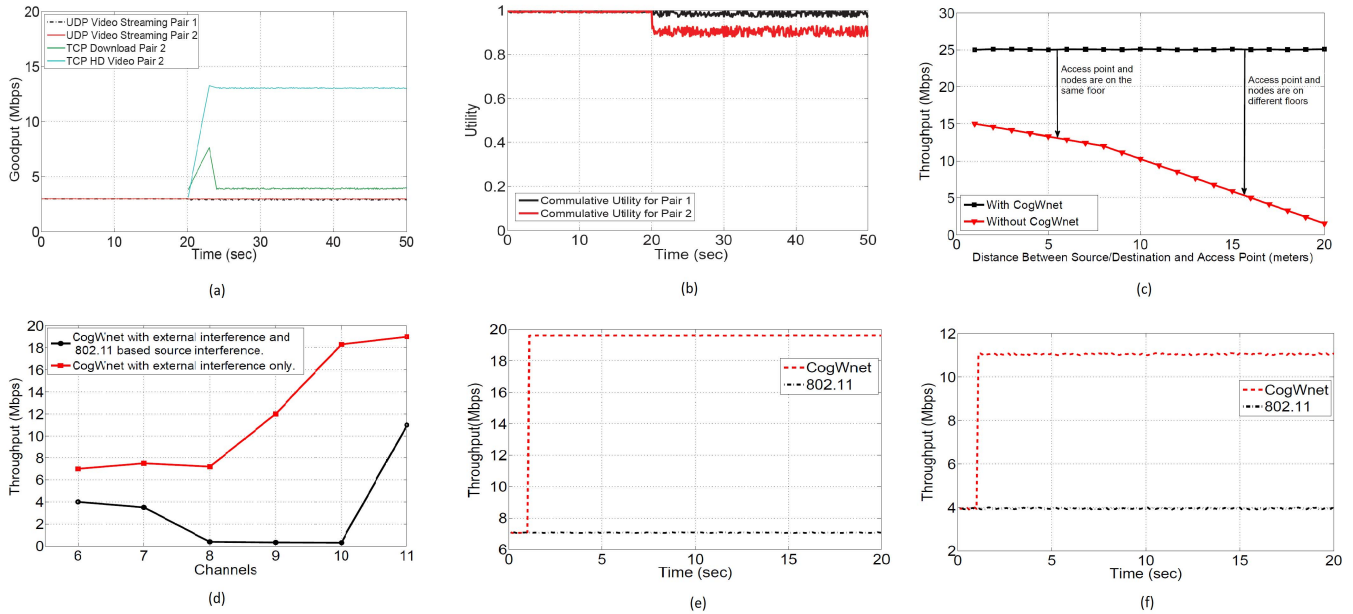 20
15
10
5
0
Goodput (Mbps)
UDP Video Streaming Pair 1
UDP Video Streaming Pair 2
TCP Download Pair 2
TCP HD Video Pair 2
0 10 20 30 40 50
Time (sec)
(a)
1
0.8
0.6
0.4
0.2
0
Utility
Commulative Utility for Pair 1
Commulative Utility for Pair 2
0 10 20 30 40 50
Time (sec)
(b)
30
25
20
15
10
5
0
Throughput (Mbps)
Access point and
nodes are on the
same floor
Access point and
nodes are on
different floors
With CogWnet
Without CogWnet
0 5 10 15 20
Distance Between Source/Destination and Access Point (meters)
(c)
20
18
16
14
12
10
8
6
4
2
0
Throughput (Mbps)
CogWnet with external interference and
802.11 based source interference.
CogWnet with external interference only.
6 7 8 9 10 11
Channels
(d)
20
18
16
14
12
10
8
6
Throughput(Mbps)
CogWnet
802.11
0 5 10 15 20
Time (sec)
(e)
12
10
8
6
4
2
Throughput (Mbps)
CogWnet
802.11
0 5 10 15 20
Time (sec)
(f)